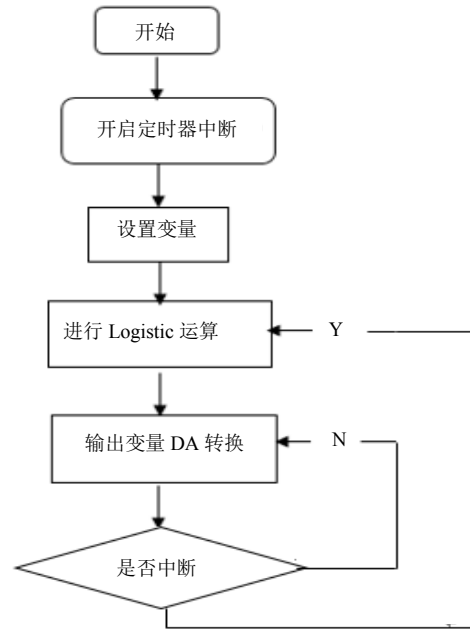 开始
开启定时器中断
设置变量
进行 Logistic 运算
Y
输出变量 DA 转换
N
是否中断